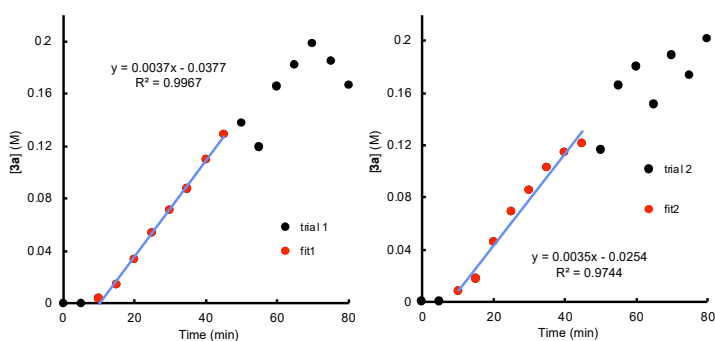 0.2
0.16
0.12
0.08
0.04
0
0 20 40 60 80
[3a] (M)
Time (min)
y = 0.0037x - 0.0377
R² = 0.9967
trial 1
fit1
0.2
0.16
0.12
0.08
0.04
0
0 20 40 60 80
[3a] (M)
Time (min)
trial 2
fit2
y = 0.0035x - 0.0254
R² = 0.9744